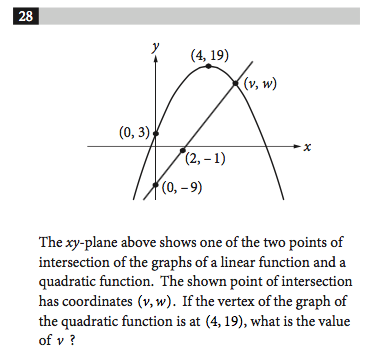 28
y
(4, 19)
(v, w)
(0, 3)
x
(2, – 1)
(0, –9)
The xy-plane above shows one of the two points of
intersection of the graphs of a linear function and a
quadratic function. The shown point of intersection
has coordinates (v, w). If the vertex of the graph of
the quadratic function is at (4, 19), what is the value
of v ?